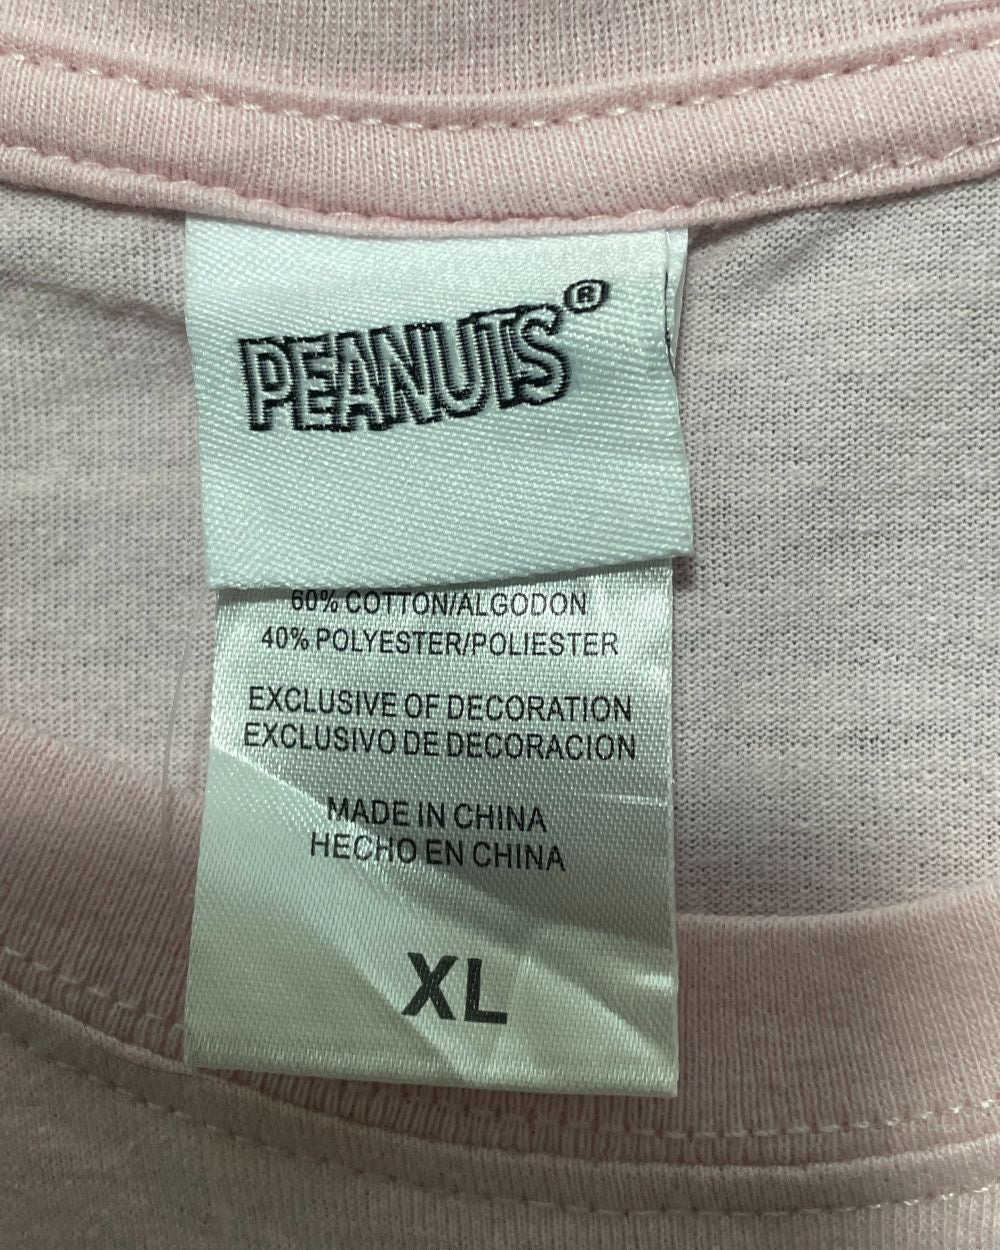 PEANUTS®
60% COTTON/ALGODON
40% POLYESTER/POLIESTER
EXCLUSIVE OF DECORATION
EXCLUSIVO DE DECORACION
MADE IN CHINA
HECHO EN CHINA
XL